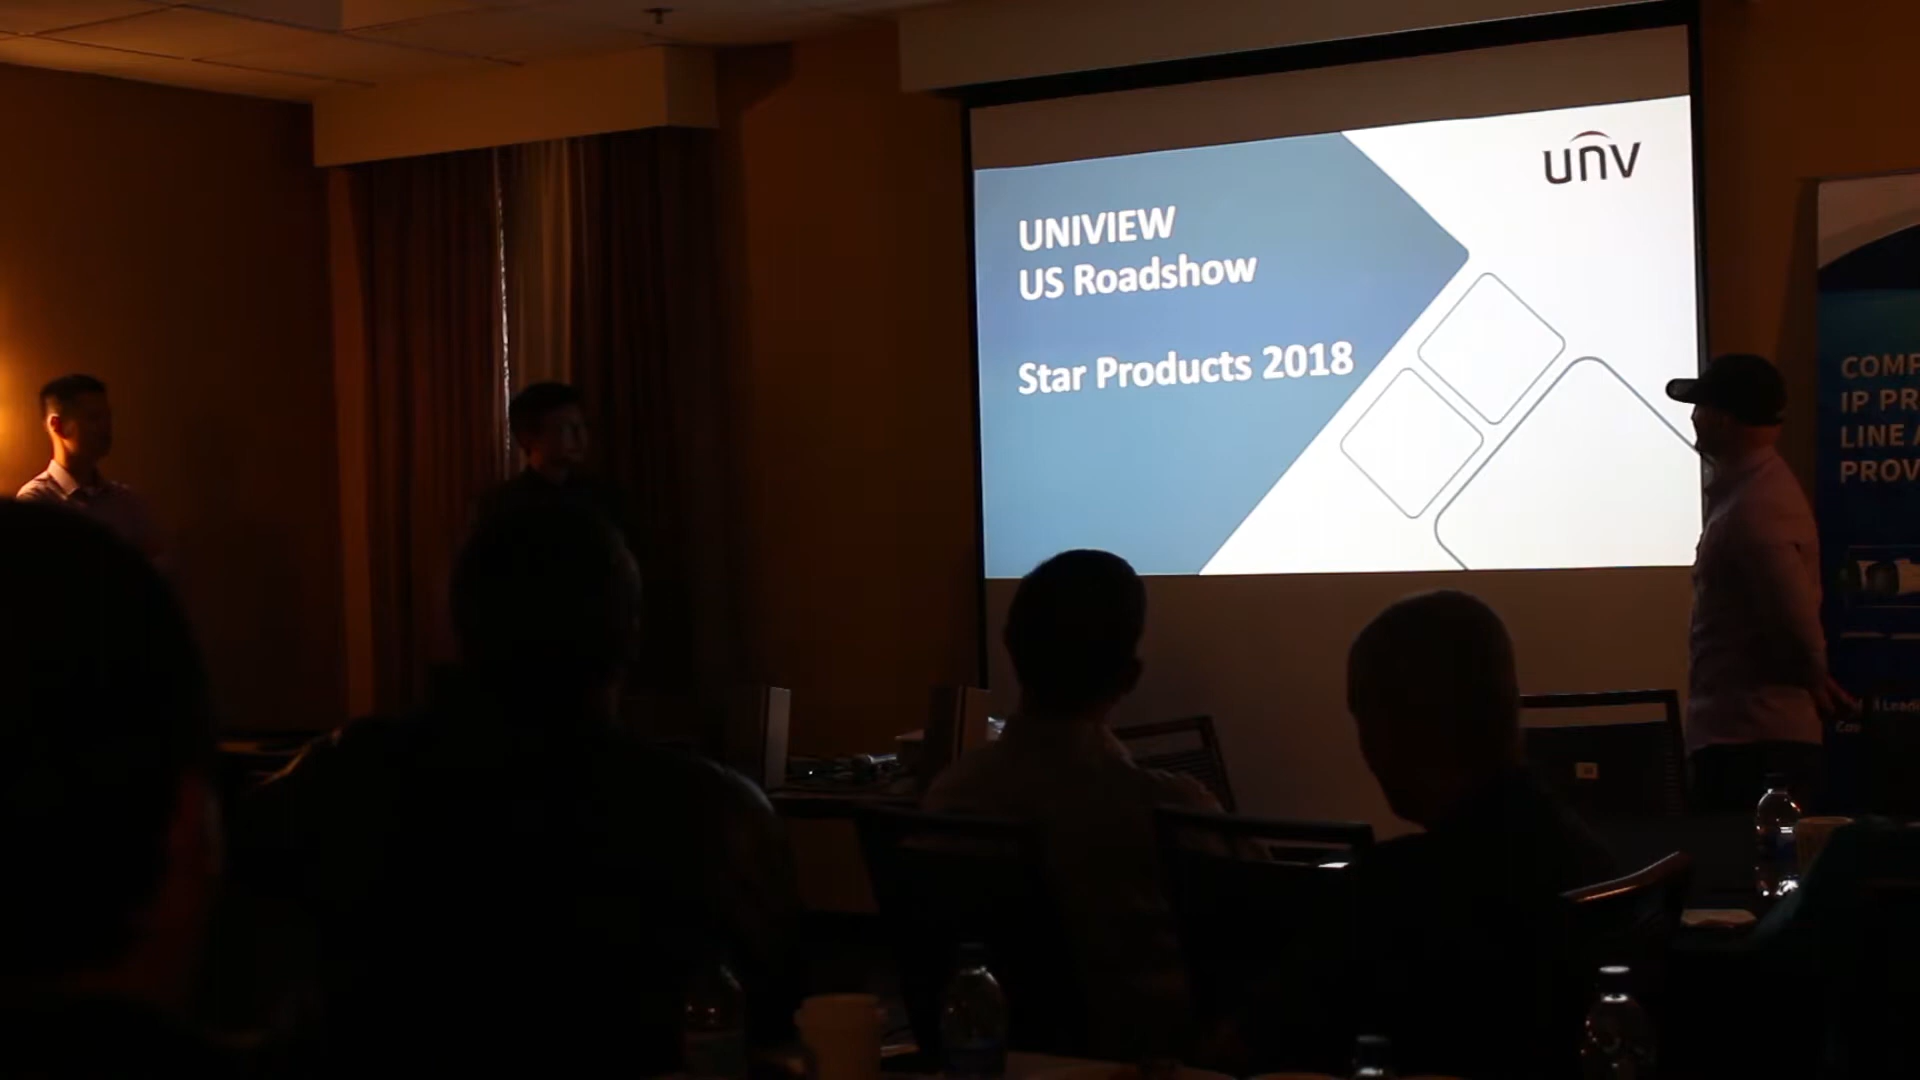 unv
UNIVIEW
US Roadshow
Star Products 2018
COMP
IP PR
LINE A
PROV